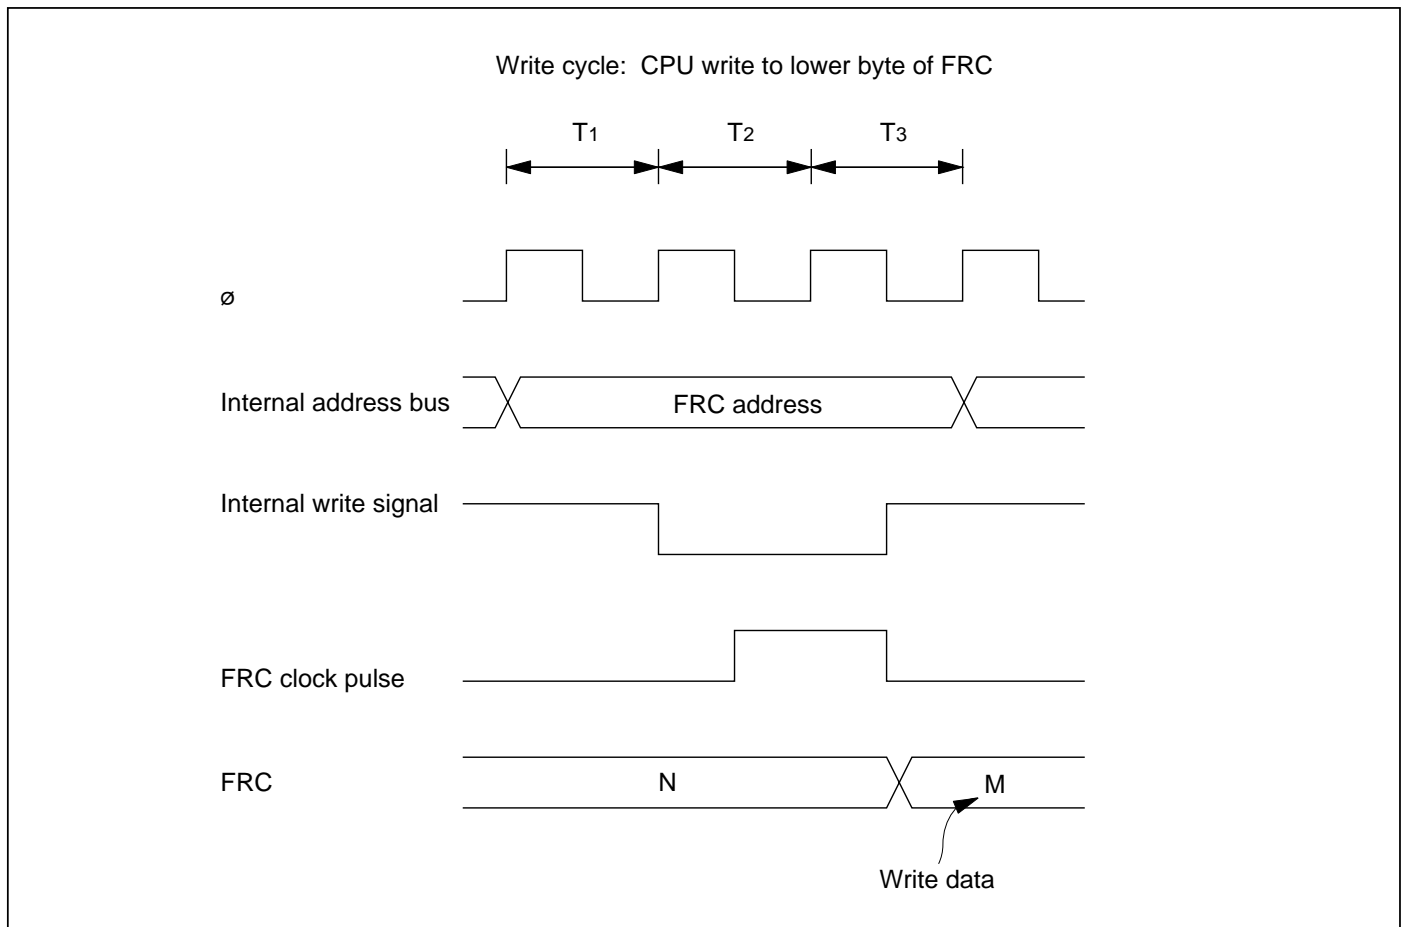 Write cycle: CPU write to lower byte of FRC
T1 T2 T3
ø
Internal address bus FRC address
Internal write signal
FRC clock pulse
FRC N M
Write data